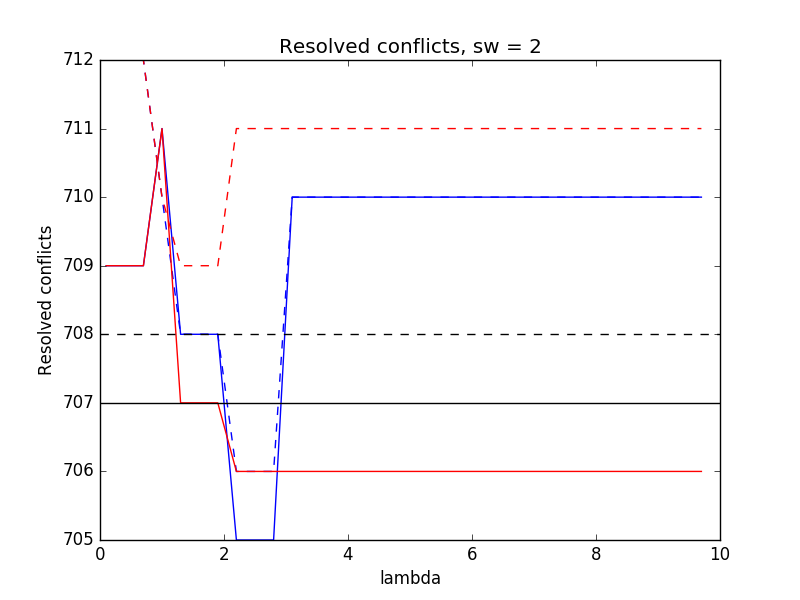 Resolved conflicts, sw = 2
712
711
710
709
708
707
706
705
Resolved conflicts
0 2 4 6 8 10
lambda